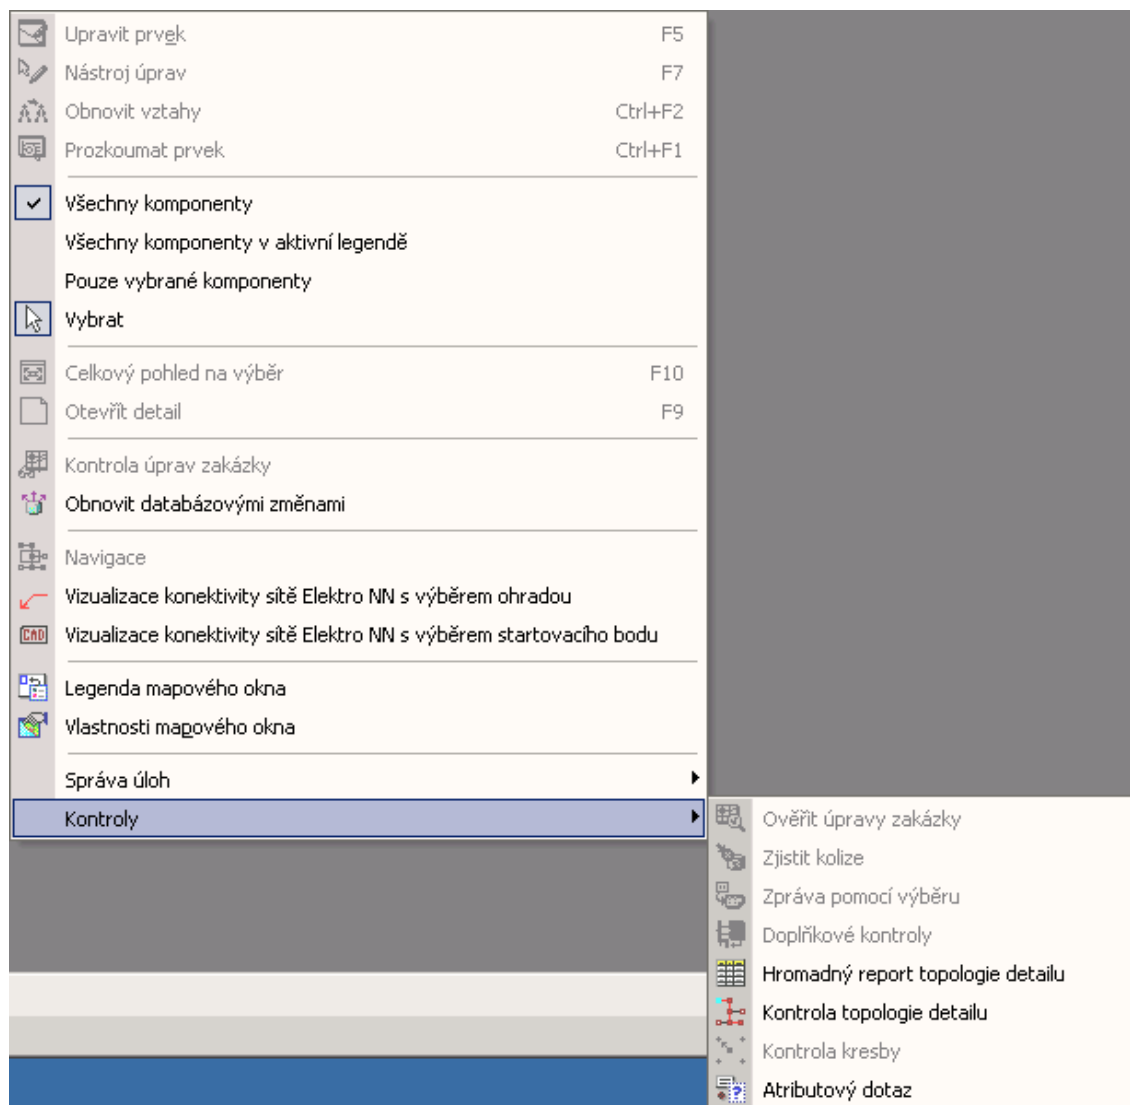 Upravit prvek F5
Nástroj úprav F7
Obnovit vztahy Ctrl+F2
Prozkoumat prvek Ctrl+F1
Všechny komponenty
Všechny komponenty v aktivní legendě
Pouze vybrané komponenty
Vybrat
Celkový pohled na výběr F10
Otevřít detail F9
Kontrola úprav zakázky
Obnovit databázovými změnami
Navigace
Vizualizace konektivity sítě Elektro NN s výběrem ohradou
CAD Vizualizace konektivity sítě Elektro NN s výběrem startovacího bodu
Legenda mapového okna
Vlastnosti mapového okna
Správa úloh
Kontroly
Ověřit úpravy zakázky
Zjistit kolize
Zpráva pomocí výběru
Doplňkové kontroly
Hromadný report topologie detailu
Kontrola topologie detailu
Kontrola kresby
Atributový dotaz